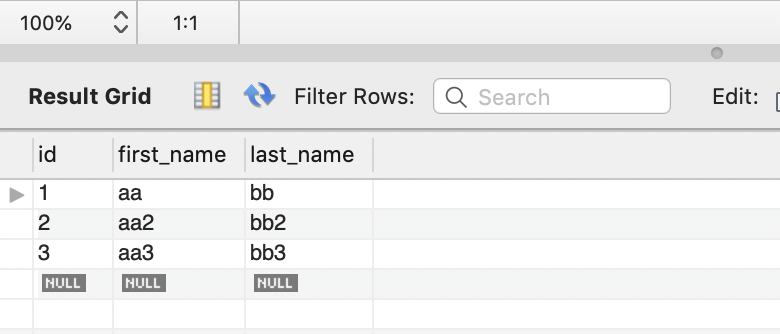 100% 1:1
Result Grid Filter Rows: Search Edit:
id first_name last_name
1 aa bb
2 aa2 bb2
3 aa3 bb3
NULL NULL NULL